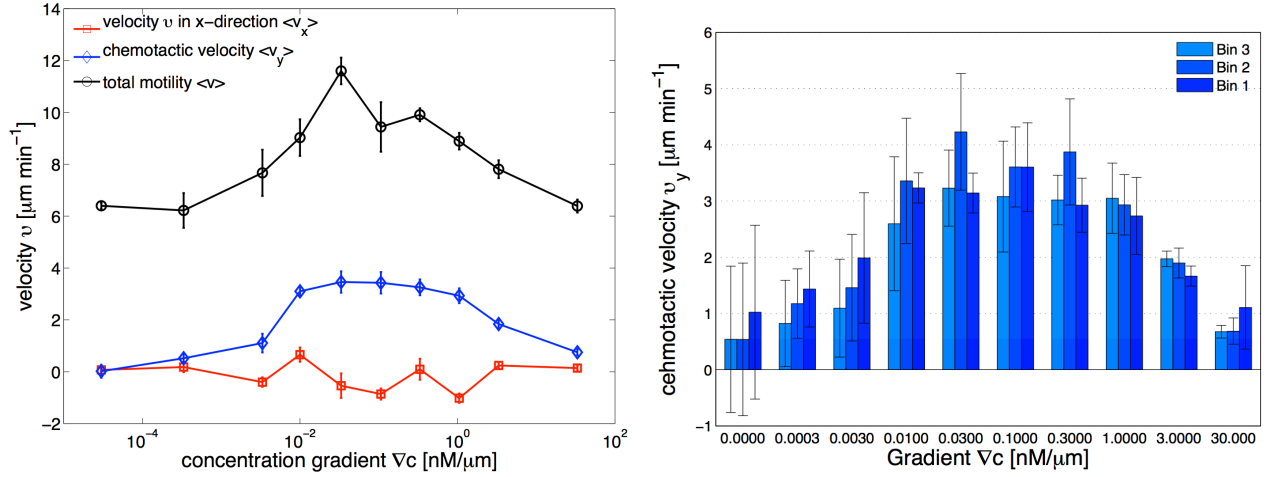 14
12
10
8
6
4
2
0
−2
velocity υ in x−direction <v_x>
chemotactic velocity <v_y>
total motility <v>
velocity υ [μm min⁻¹]
10⁻⁴
10⁻²
10⁰
10²
concentration gradient ∇c [nM/μm]
6
5
4
3
2
1
0
−1
Bin 3
Bin 2
Bin 1
cehmotactic velocity υ_y [μm min⁻¹]
0.0000 0.0003 0.0030 0.0100 0.0300 0.1000 0.3000 1.0000 3.0000 30.000
Gradient ∇c [nM/μm]